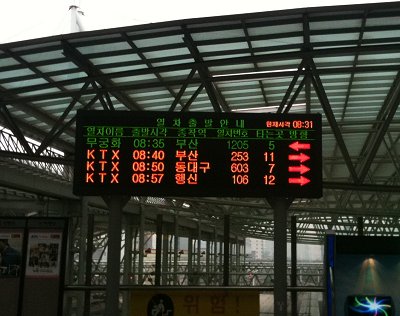 열차출발안내 현재시각 08:31
열차이름 출발시각 종착역 열차번호 타는곳 방향
무궁화 08:35 부산 1205 5
KTX 08:40 부산 253 11
KTX 08:50 동대구 603 7
KTX 08:57 행신 106 12
위험